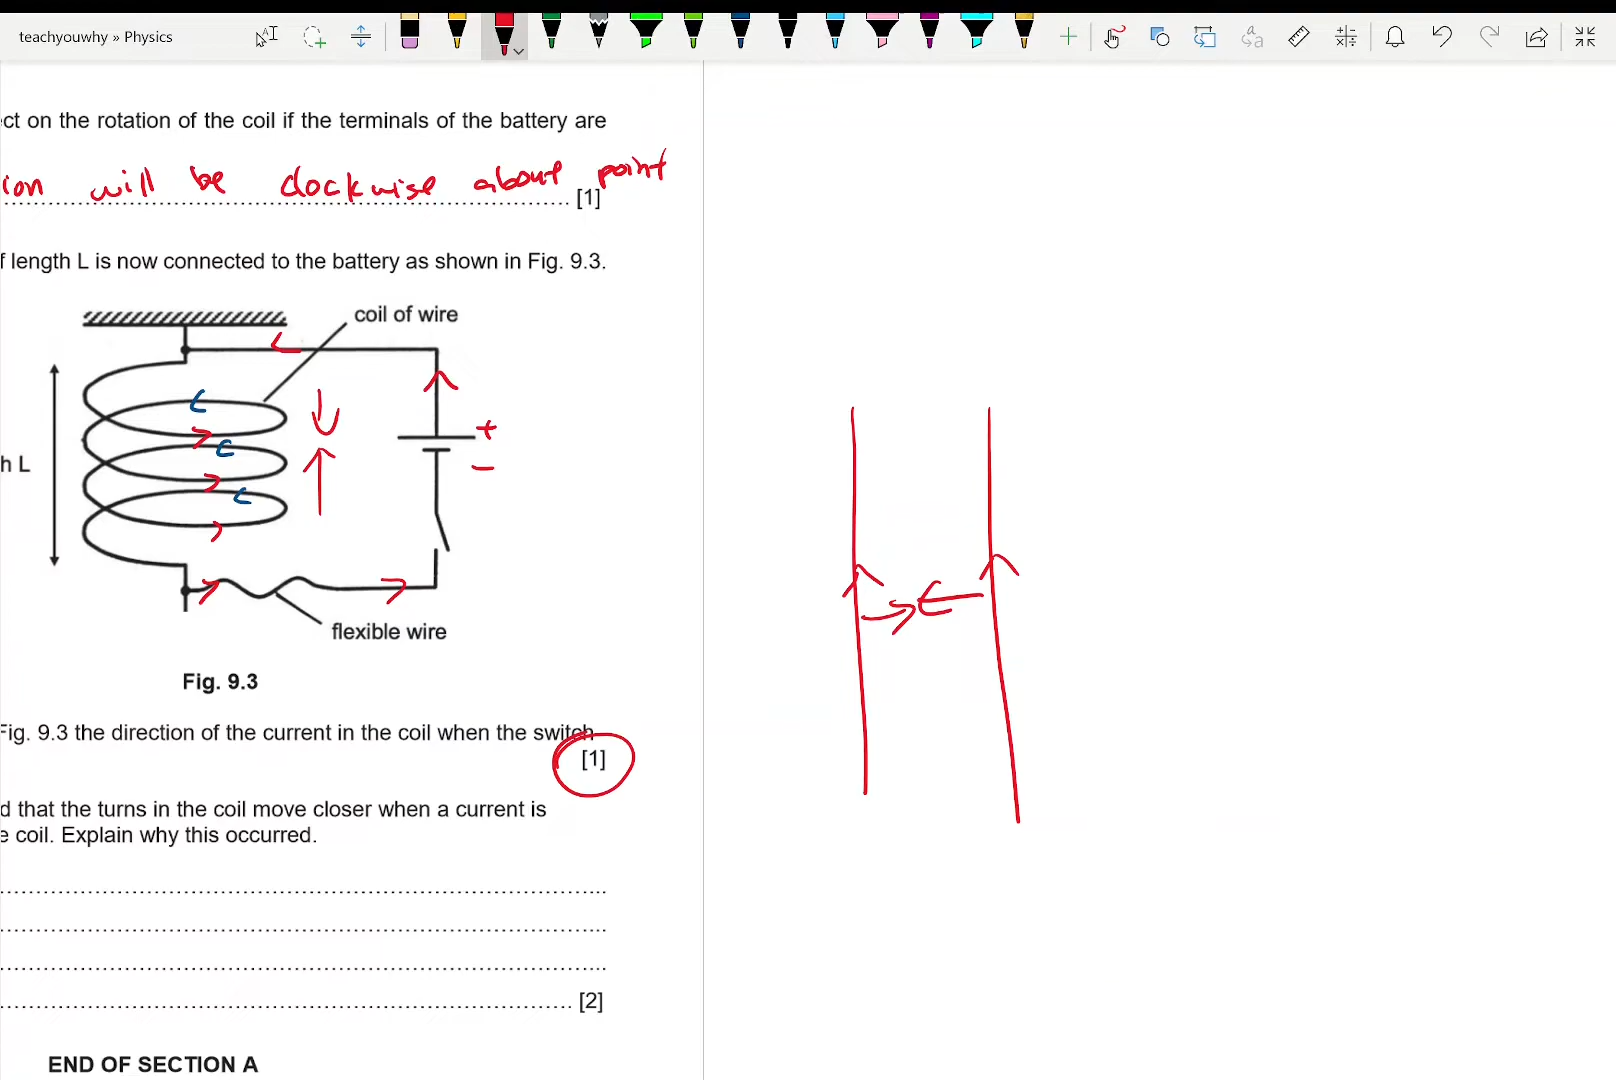 teachyouwhy » Physics
ect on the rotation of the coil if the terminals of the battery are
ion will be clockwise about point
[1]
f length L is now connected to the battery as shown in Fig. 9.3.
coil of wire
+
h L
−
flexible wire
Fig. 9.3
Fig. 9.3 the direction of the current in the coil when the switch
[1]
d that the turns in the coil move closer when a current is
e coil. Explain why this occurred.
[2]
END OF SECTION A